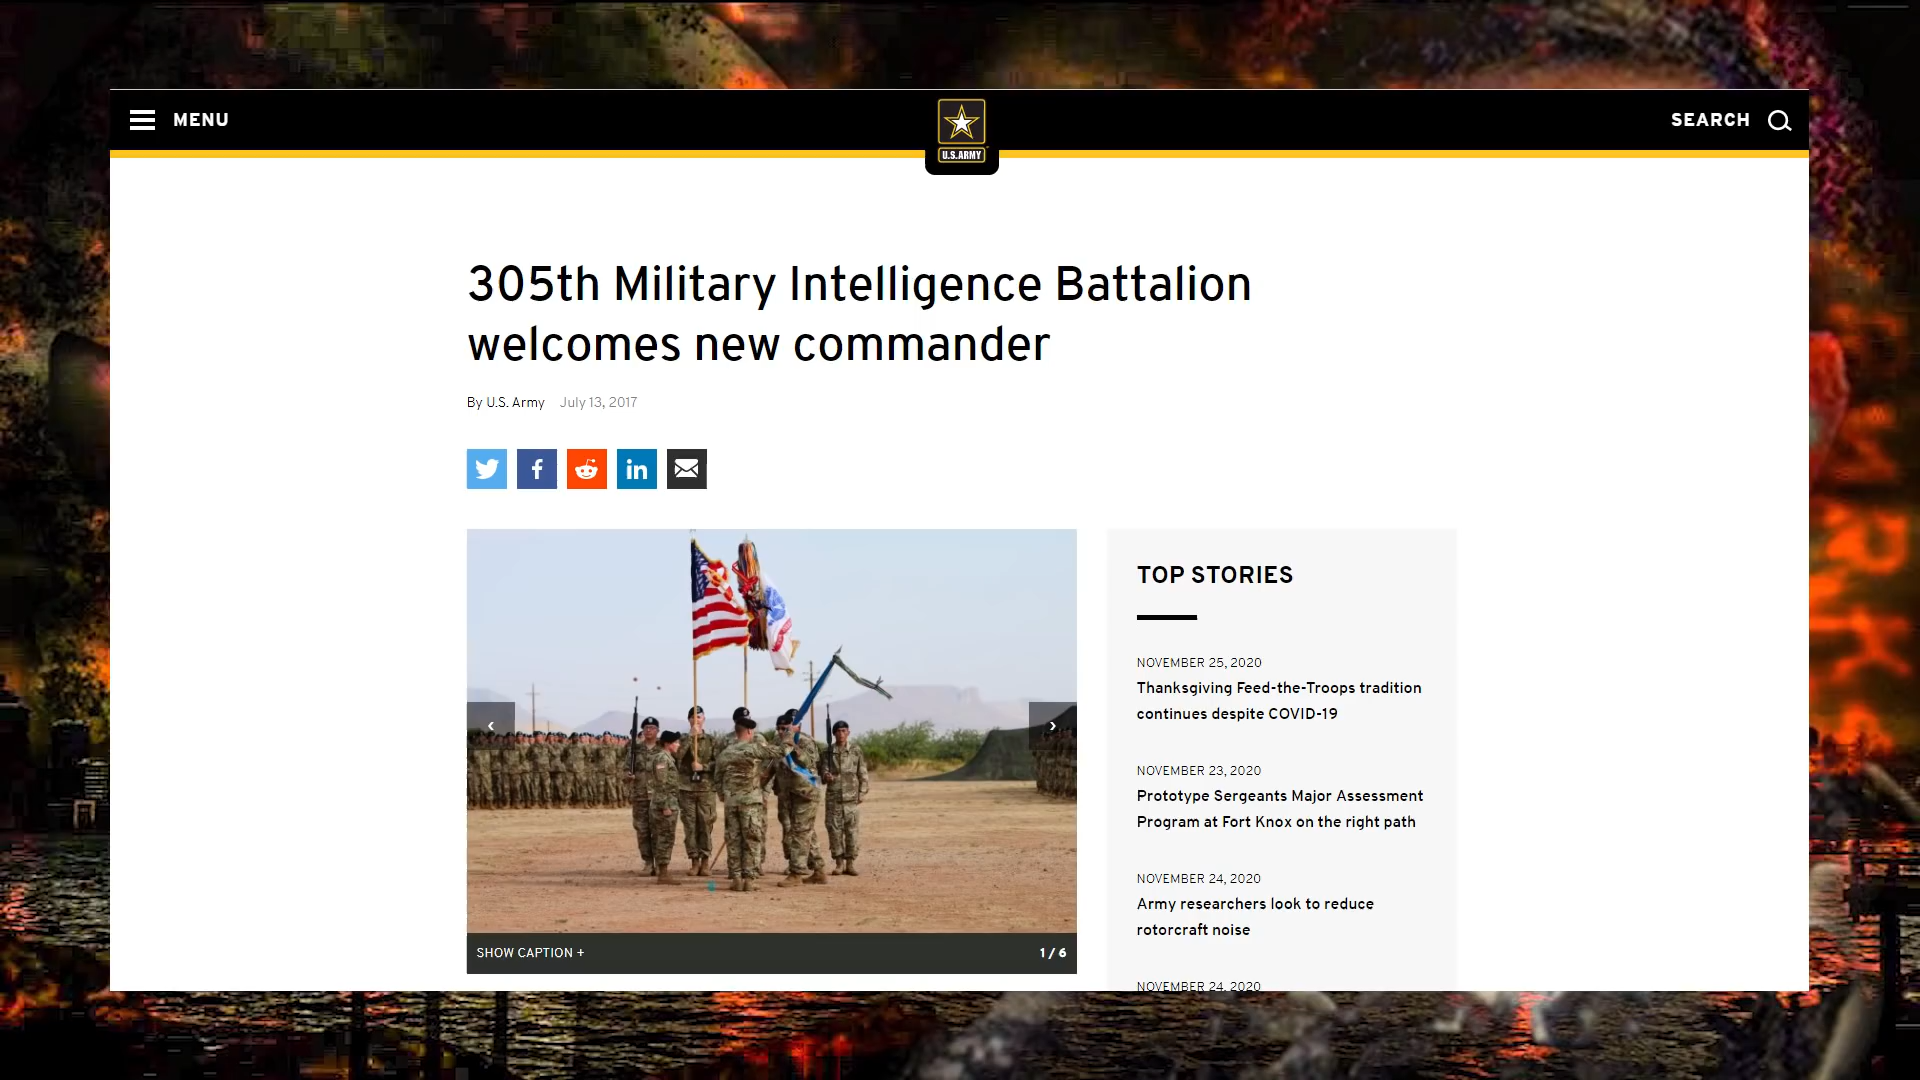 MENU
U.S.ARMY
SEARCH
305th Military Intelligence Battalion
welcomes new commander
By U.S. Army July 13, 2017
SHOW CAPTION +
1 / 6
TOP STORIES
NOVEMBER 25, 2020
Thanksgiving Feed-the-Troops tradition
continues despite COVID-19
NOVEMBER 23, 2020
Prototype Sergeants Major Assessment
Program at Fort Knox on the right path
NOVEMBER 24, 2020
Army researchers look to reduce
rotorcraft noise
NOVEMBER 24, 2020